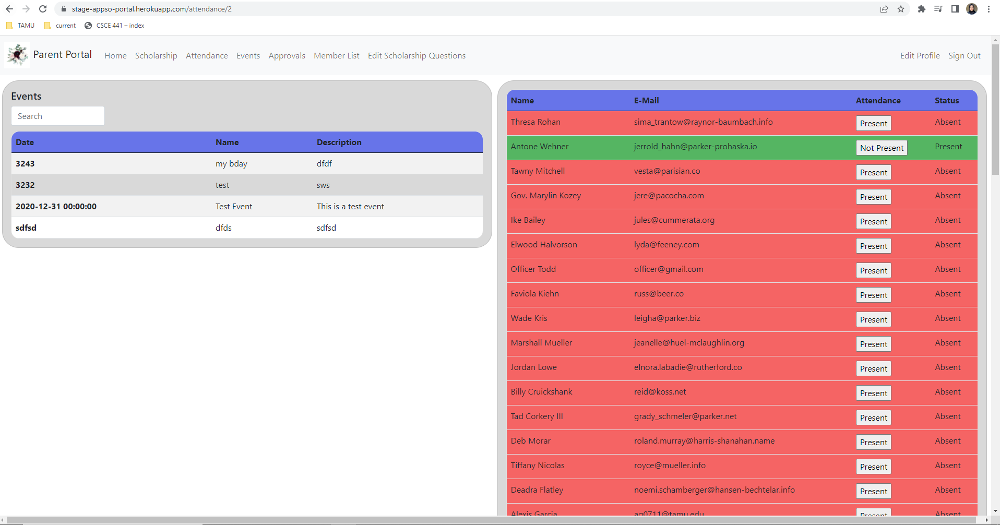 stage-appso-portal.herokuapp.com/attendance/2
TAMU current CSCE 441 – index
Parent Portal Home Scholarship Attendance Events Approvals Member List Edit Scholarship Questions Edit Profile Sign Out
Events
Search
Date Name Description
3243 my bday dfdf
3232 test sws
2020-12-31 00:00:00 Test Event This is a test event
sdfsd dfds sdfsd
Name E-Mail Attendance Status
Thresa Rohan sima_trantow@raynor-baumbach.info Present Absent
Antone Wehner jerrold_hahn@parker-prohaska.io Not Present Present
Tawny Mitchell vesta@parisian.co Present Absent
Gov. Marylin Kozey jere@pacocha.com Present Absent
Ike Bailey jules@cummerata.org Present Absent
Elwood Halvorson lyda@feeney.com Present Absent
Officer Todd officer@gmail.com Present Absent
Faviola Kiehn russ@beer.co Present Absent
Wade Kris leigha@parker.biz Present Absent
Marshall Mueller jeanelle@huel-mclaughlin.org Present Absent
Jordan Lowe elnora.labadie@rutherford.co Present Absent
Billy Cruickshank reid@koss.net Present Absent
Tad Corkery III grady_schmeler@parker.net Present Absent
Deb Morar roland.murray@harris-shanahan.name Present Absent
Tiffany Nicolas royce@mueller.info Present Absent
Deadra Flatley noemi.schamberger@hansen-bechtelar.info Present Absent
Alexis Garcia ag0711@tamu.edu Present Absent